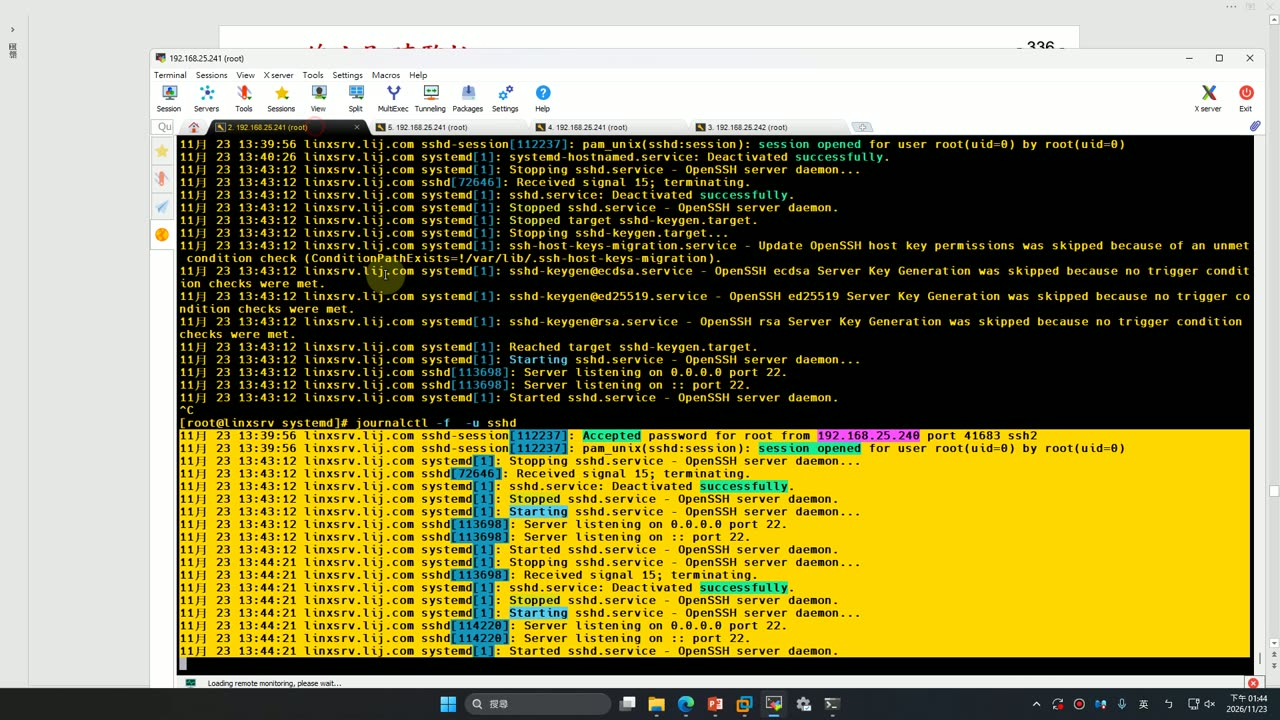 - 336
192.168.25.241 (root)
Terminal Sessions View X server Tools Settings Macros Help
Session Servers Tools Sessions View Split MultiExec Tunneling Packages Settings Help X server Exit
Qu 2. 192.168.25.241 (root) 5. 192.168.25.241 (root) 4. 192.168.25.241 (root) 3. 192.168.25.242 (root)
11月 23 13:39:56 linxsrv.lij.com sshd-session[112237]: pam_unix(sshd:session): session opened for user root(uid=0) by root(uid=0)
11月 23 13:40:26 linxsrv.lij.com systemd[1]: systemd-hostnamed.service: Deactivated successfully.
11月 23 13:43:12 linxsrv.lij.com systemd[1]: Stopping sshd.service - OpenSSH server daemon...
11月 23 13:43:12 linxsrv.lij.com sshd[72646]: Received signal 15; terminating.
11月 23 13:43:12 linxsrv.lij.com systemd[1]: sshd.service: Deactivated successfully.
11月 23 13:43:12 linxsrv.lij.com systemd[1]: Stopped sshd.service - OpenSSH server daemon.
11月 23 13:43:12 linxsrv.lij.com systemd[1]: Stopped target sshd-keygen.target.
11月 23 13:43:12 linxsrv.lij.com systemd[1]: Stopping sshd-keygen.target...
11月 23 13:43:12 linxsrv.lij.com systemd[1]: ssh-host-keys-migration.service - Update OpenSSH host key permissions was skipped because of an unmet
condition check (ConditionPathExists=!/var/lib/.ssh-host-keys-migration).
11月 23 13:43:12 linxsrv.lij.com systemd[1]: sshd-keygen@ecdsa.service - OpenSSH ecdsa Server Key Generation was skipped because no trigger condit
ion checks were met.
11月 23 13:43:12 linxsrv.lij.com systemd[1]: sshd-keygen@ed25519.service - OpenSSH ed25519 Server Key Generation was skipped because no trigger co
ndition checks were met.
11月 23 13:43:12 linxsrv.lij.com systemd[1]: sshd-keygen@rsa.service - OpenSSH rsa Server Key Generation was skipped because no trigger condition
checks were met.
11月 23 13:43:12 linxsrv.lij.com systemd[1]: Reached target sshd-keygen.target.
11月 23 13:43:12 linxsrv.lij.com systemd[1]: Starting sshd.service - OpenSSH server daemon...
11月 23 13:43:12 linxsrv.lij.com sshd[113698]: Server listening on 0.0.0.0 port 22.
11月 23 13:43:12 linxsrv.lij.com sshd[113698]: Server listening on :: port 22.
11月 23 13:43:12 linxsrv.lij.com systemd[1]: Started sshd.service - OpenSSH server daemon.
^C
[root@linxsrv systemd]# journalctl -f  -u sshd
11月 23 13:39:56 linxsrv.lij.com sshd-session[112237]: Accepted password for root from 192.168.25.240 port 41683 ssh2
11月 23 13:39:56 linxsrv.lij.com sshd-session[112237]: pam_unix(sshd:session): session opened for user root(uid=0) by root(uid=0)
11月 23 13:43:12 linxsrv.lij.com systemd[1]: Stopping sshd.service - OpenSSH server daemon...
11月 23 13:43:12 linxsrv.lij.com sshd[72646]: Received signal 15; terminating.
11月 23 13:43:12 linxsrv.lij.com systemd[1]: sshd.service: Deactivated successfully.
11月 23 13:43:12 linxsrv.lij.com systemd[1]: Stopped sshd.service - OpenSSH server daemon.
11月 23 13:43:12 linxsrv.lij.com systemd[1]: Starting sshd.service - OpenSSH server daemon...
11月 23 13:43:12 linxsrv.lij.com sshd[113698]: Server listening on 0.0.0.0 port 22.
11月 23 13:43:12 linxsrv.lij.com sshd[113698]: Server listening on :: port 22.
11月 23 13:43:12 linxsrv.lij.com systemd[1]: Started sshd.service - OpenSSH server daemon.
11月 23 13:44:21 linxsrv.lij.com systemd[1]: Stopping sshd.service - OpenSSH server daemon...
11月 23 13:44:21 linxsrv.lij.com sshd[113698]: Received signal 15; terminating.
11月 23 13:44:21 linxsrv.lij.com systemd[1]: sshd.service: Deactivated successfully.
11月 23 13:44:21 linxsrv.lij.com systemd[1]: Stopped sshd.service - OpenSSH server daemon.
11月 23 13:44:21 linxsrv.lij.com systemd[1]: Starting sshd.service - OpenSSH server daemon...
11月 23 13:44:21 linxsrv.lij.com sshd[114220]: Server listening on 0.0.0.0 port 22.
11月 23 13:44:21 linxsrv.lij.com sshd[114220]: Server listening on :: port 22.
11月 23 13:44:21 linxsrv.lij.com systemd[1]: Started sshd.service - OpenSSH server daemon.
Loading remote monitoring, please wait...
搜尋
英
下午 01:44
2026/11/23